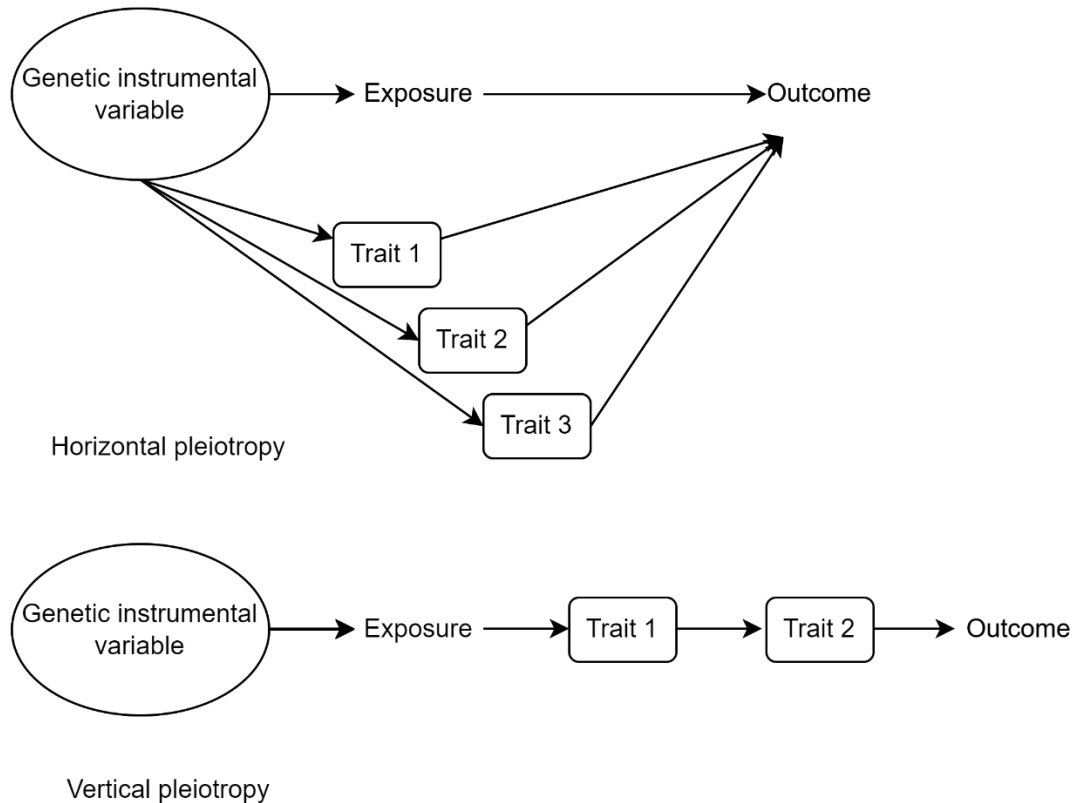 Genetic instrumental
variable
Exposure
Outcome
Trait 1
Trait 2
Trait 3
Horizontal pleiotropy
Genetic instrumental
variable
Exposure
Trait 1
Trait 2
Outcome
Vertical pleiotropy